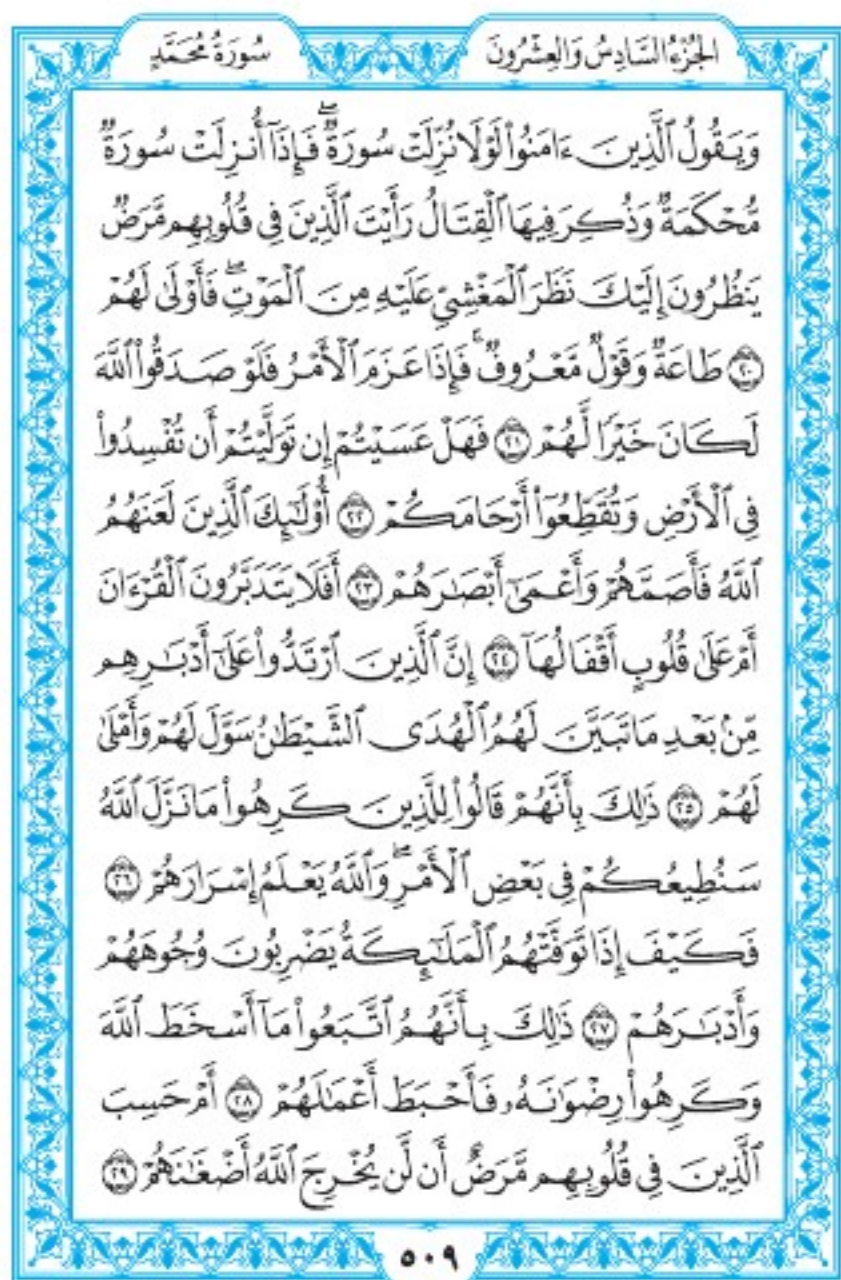 الجُزْءُ السَّادِسُ وَالعِشْرُونَ سُورَةُ مُحَمَّدٍ
وَيَقُولُ ٱلَّذِينَ ءَامَنُوا۟ لَوْلَا نُزِّلَتْ سُورَةٌۖ فَإِذَآ أُنزِلَتْ سُورَةٌ
مُّحْكَمَةٌ وَذُكِرَ فِيهَا ٱلْقِتَالُ رَأَيْتَ ٱلَّذِينَ فِى قُلُوبِهِم مَّرَضٌ
يَنظُرُونَ إِلَيْكَ نَظَرَ ٱلْمَغْشِىِّ عَلَيْهِ مِنَ ٱلْمَوْتِۖ فَأَوْلَىٰ لَهُمْ
٢٠ طَاعَةٌ وَقَوْلٌ مَّعْرُوفٌۚ فَإِذَا عَزَمَ ٱلْأَمْرُ فَلَوْ صَدَقُوا۟ ٱللَّهَ
لَكَانَ خَيْرًا لَّهُمْ ٢١ فَهَلْ عَسَيْتُمْ إِن تَوَلَّيْتُمْ أَن تُفْسِدُوا۟
فِى ٱلْأَرْضِ وَتُقَطِّعُوٓا۟ أَرْحَامَكُمْ ٢٢ أُو۟لَٰٓئِكَ ٱلَّذِينَ لَعَنَهُمُ
ٱللَّهُ فَأَصَمَّهُمْ وَأَعْمَىٰٓ أَبْصَٰرَهُمْ ٢٣ أَفَلَا يَتَدَبَّرُونَ ٱلْقُرْءَانَ
أَمْ عَلَىٰ قُلُوبٍ أَقْفَالُهَآ ٢٤ إِنَّ ٱلَّذِينَ ٱرْتَدُّوا۟ عَلَىٰٓ أَدْبَٰرِهِم
مِّنۢ بَعْدِ مَا تَبَيَّنَ لَهُمُ ٱلْهُدَى ٱلشَّيْطَٰنُ سَوَّلَ لَهُمْ وَأَمْلَىٰ
لَهُمْ ٢٥ ذَٰلِكَ بِأَنَّهُمْ قَالُوا۟ لِلَّذِينَ كَرِهُوا۟ مَا نَزَّلَ ٱللَّهُ
سَنُطِيعُكُمْ فِى بَعْضِ ٱلْأَمْرِۖ وَٱللَّهُ يَعْلَمُ إِسْرَارَهُمْ ٢٦
فَكَيْفَ إِذَا تَوَفَّتْهُمُ ٱلْمَلَٰٓئِكَةُ يَضْرِبُونَ وُجُوهَهُمْ
وَأَدْبَٰرَهُمْ ٢٧ ذَٰلِكَ بِأَنَّهُمُ ٱتَّبَعُوا۟ مَآ أَسْخَطَ ٱللَّهَ
وَكَرِهُوا۟ رِضْوَٰنَهُۥ فَأَحْبَطَ أَعْمَٰلَهُمْ ٢٨ أَمْ حَسِبَ
ٱلَّذِينَ فِى قُلُوبِهِم مَّرَضٌ أَن لَّن يُخْرِجَ ٱللَّهُ أَضْغَٰنَهُمْ ٢٩
٥٠٩